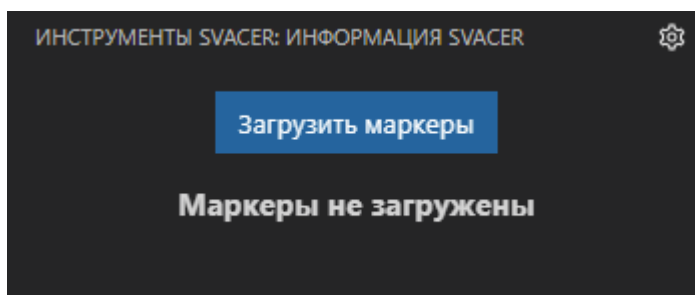 ИНСТРУМЕНТЫ SVACER: ИНФОРМАЦИЯ SVACER
Загрузить маркеры
Маркеры не загружены